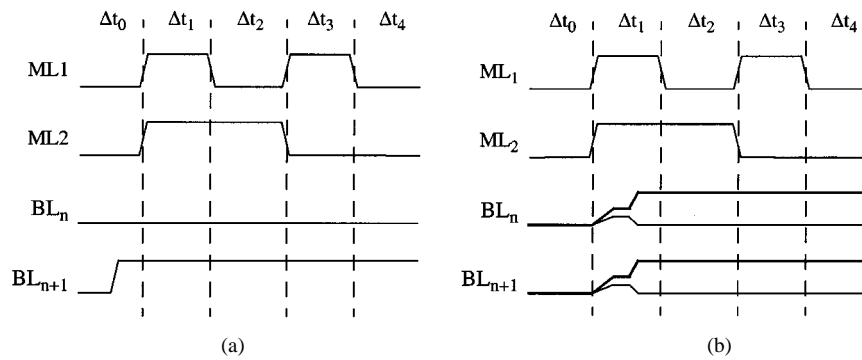 Δt₀ Δt₁ Δt₂ Δt₃ Δt₄
ML1
ML2
BLₙ
BLₙ₊₁
(a)
Δt₀ Δt₁ Δt₂ Δt₃ Δt₄
ML₁
ML₂
BLₙ
BLₙ₊₁
(b)